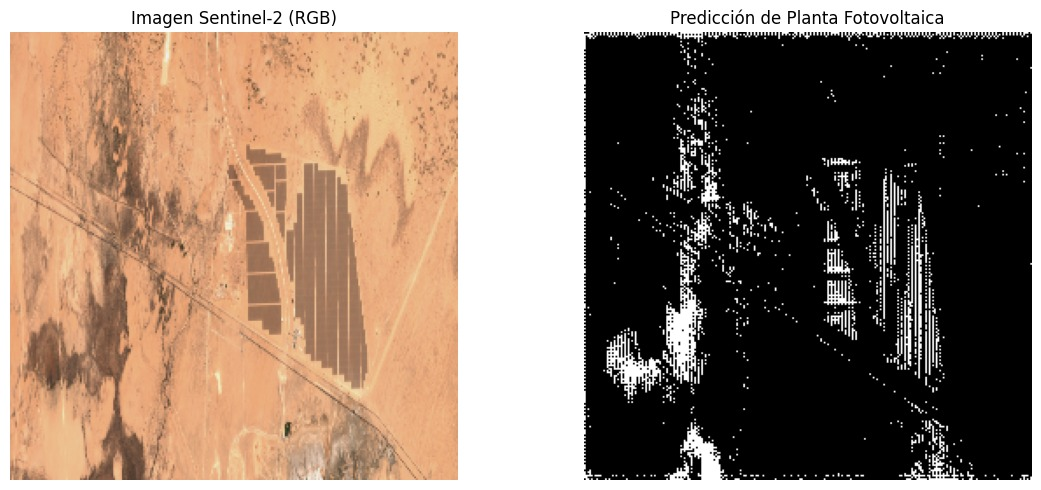 Imagen Sentinel-2 (RGB)
Predicción de Planta Fotovoltaica